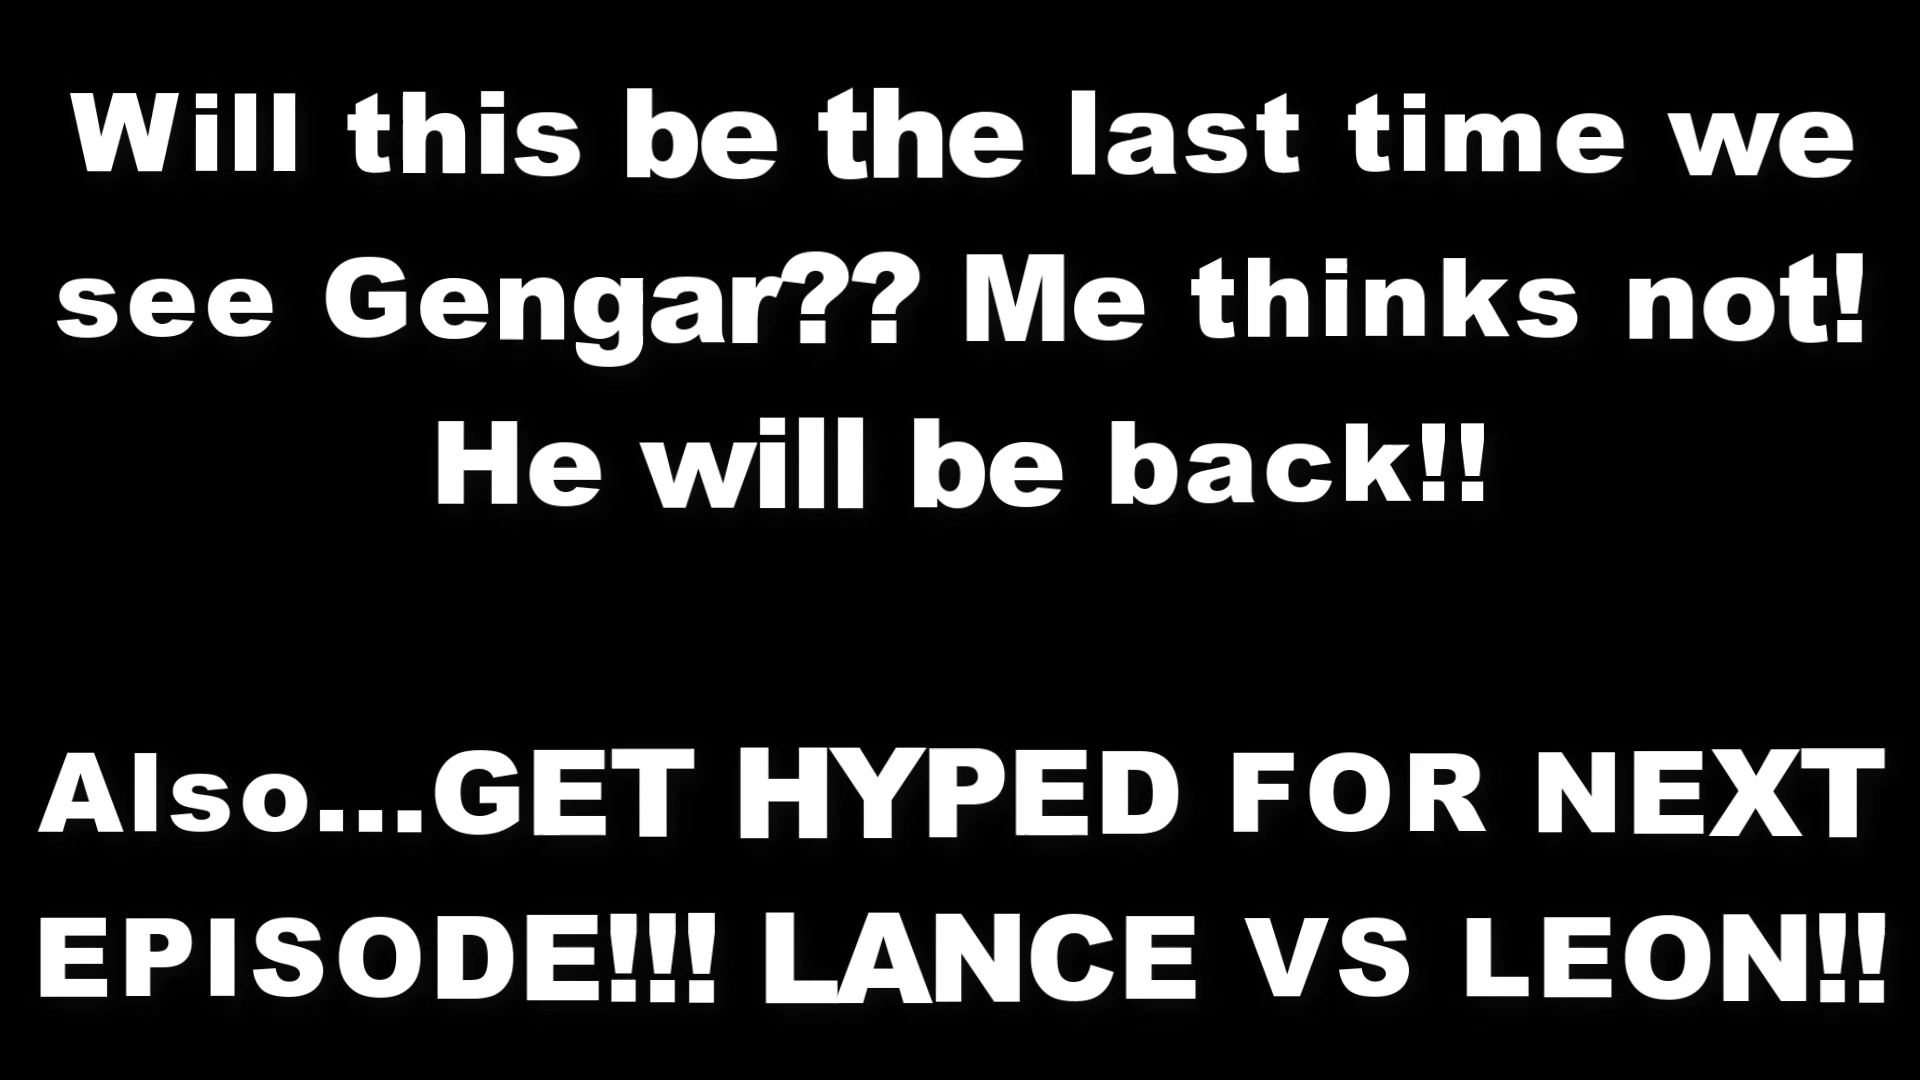 Will this be the last time we
see Gengar?? Me thinks not!
He will be back!!
Also...GET HYPED FOR NEXT
EPISODE!!! LANCE VS LEON!!